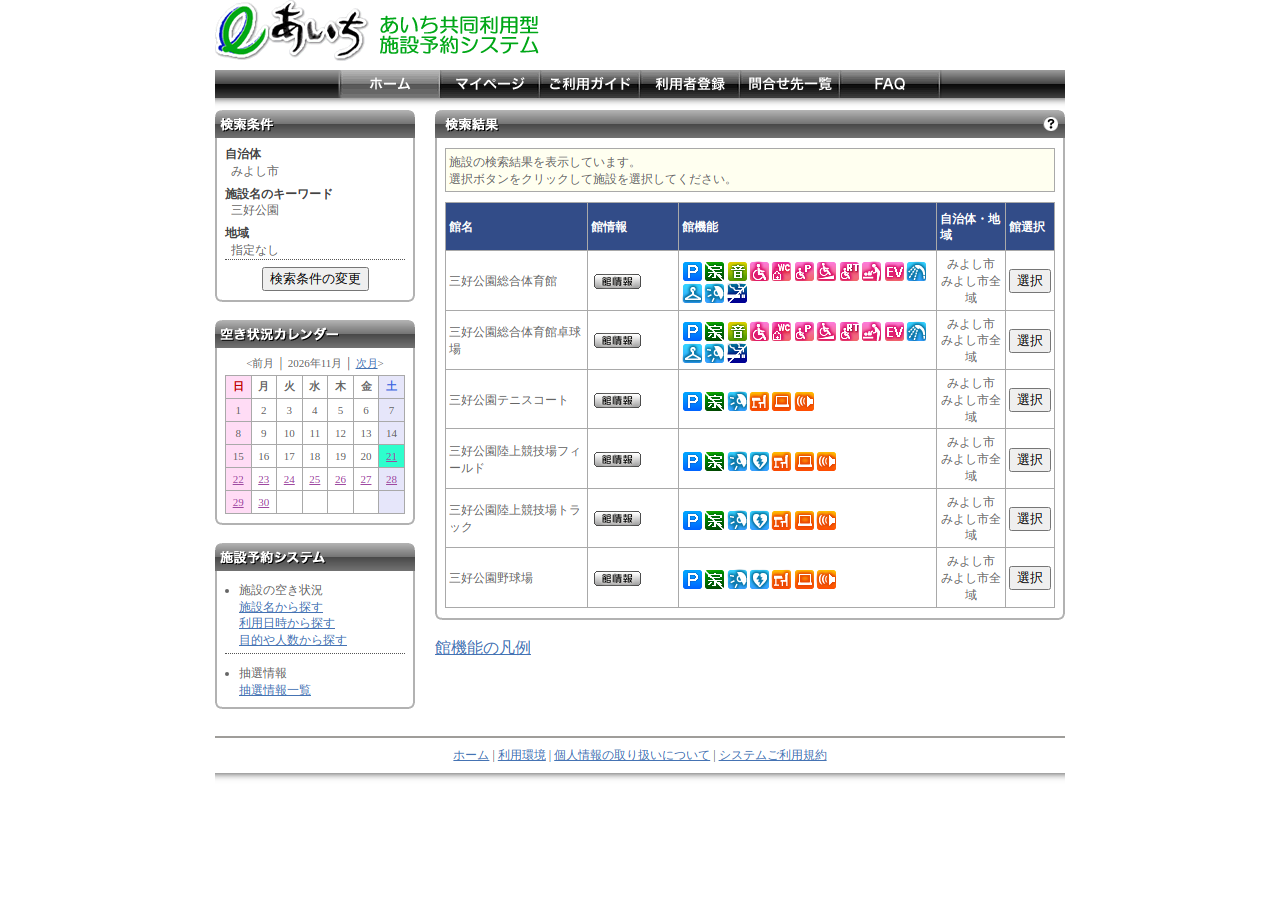 あいち あいち共同利用型
施設予約システム
ホーム マイページ ご利用ガイド 利用者登録 問合せ先一覧 FAQ
検索条件
自治体
みよし市
施設名のキーワード
三好公園
地域
指定なし
検索条件の変更
空き状況カレンダー
<前月 | 2026年11月 | 次月>
日 月 火 水 木 金 土
1 2 3 4 5 6 7
8 9 10 11 12 13 14
15 16 17 18 19 20 21
22 23 24 25 26 27 28
29 30
施設予約システム
施設の空き状況
施設名から探す
利用日時から探す
目的や人数から探す
抽選情報
抽選情報一覧
検索結果 ?
施設の検索結果を表示しています。
選択ボタンをクリックして施設を選択してください。
館名 館情報 館機能 自治体・地域 館選択
三好公園総合体育館 館情報 P 宗 音 WC P RT EV みよし市 みよし市全域 選択
三好公園総合体育館卓球場 館情報 P 宗 音 WC P RT EV みよし市 みよし市全域 選択
三好公園テニスコート 館情報 P 宗 みよし市 みよし市全域 選択
三好公園陸上競技場フィールド 館情報 P 宗 みよし市 みよし市全域 選択
三好公園陸上競技場トラック 館情報 P 宗 みよし市 みよし市全域 選択
三好公園野球場 館情報 P 宗 みよし市 みよし市全域 選択
館機能の凡例
ホーム | 利用環境 | 個人情報の取り扱いについて | システムご利用規約